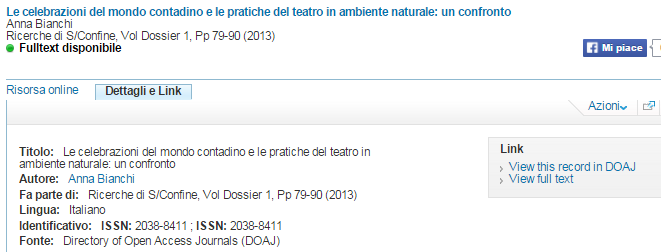 Le celebrazioni del mondo contadino e le pratiche del teatro in ambiente naturale: un confronto
Anna Bianchi
Ricerche di S/Confine, Vol Dossier 1, Pp 79-90 (2013)
Fulltext disponibile
Mi piace
Risorsa online
Dettagli e Link
Azioni
Titolo: Le celebrazioni del mondo contadino e le pratiche del teatro in
ambiente naturale: un confronto
Autore: Anna Bianchi
Fa parte di: Ricerche di S/Confine, Vol Dossier 1, Pp 79-90 (2013)
Lingua: Italiano
Identificativo: ISSN: 2038-8411 ; ISSN: 2038-8411
Fonte: Directory of Open Access Journals (DOAJ)
Link
View this record in DOAJ
View full text